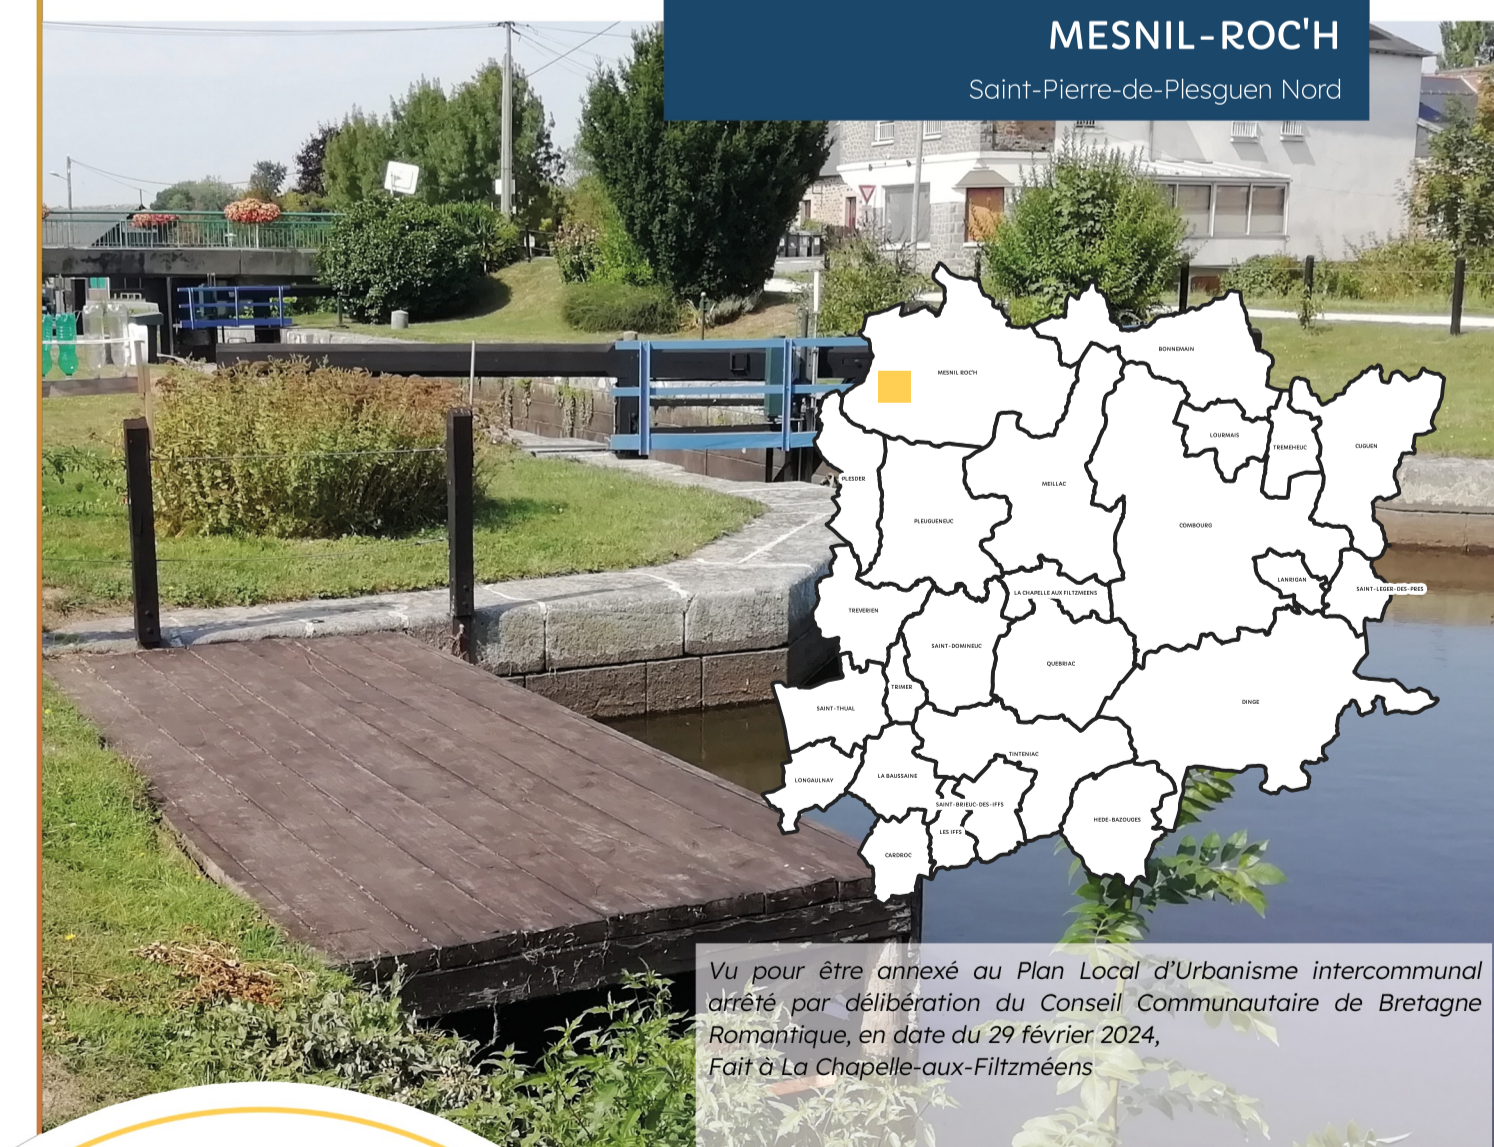 MESNIL-ROC'H
Saint-Pierre-de-Plesguen Nord
BONNEMAIN
MESNIL ROC'H
LOURMAIS
TREMEHEUC
CUGUEN
PLESDER
MEILLAC
PLEUGUENEUC
COMBOURG
LANRIGAN
SAINT-LEGER-DES-PRES
LA CHAPELLE AUX FILTZMEENS
TREVERIEN
SAINT-DOMINEUC
QUEBRIAC
TRIMER
DINGE
SAINT-THUAL
TINTENIAC
LA BAUSSAINE
LONGAULNAY
SAINT-BRIEUC-DES-IFFS
HEDE-BAZOUGES
LES IFFS
CARDROC
Vu pour être annexé au Plan Local d’Urbanisme intercommunal
arrêté par délibération du Conseil Communautaire de Bretagne
Romantique, en date du 29 février 2024,
Fait à La Chapelle-aux-Filtzméens